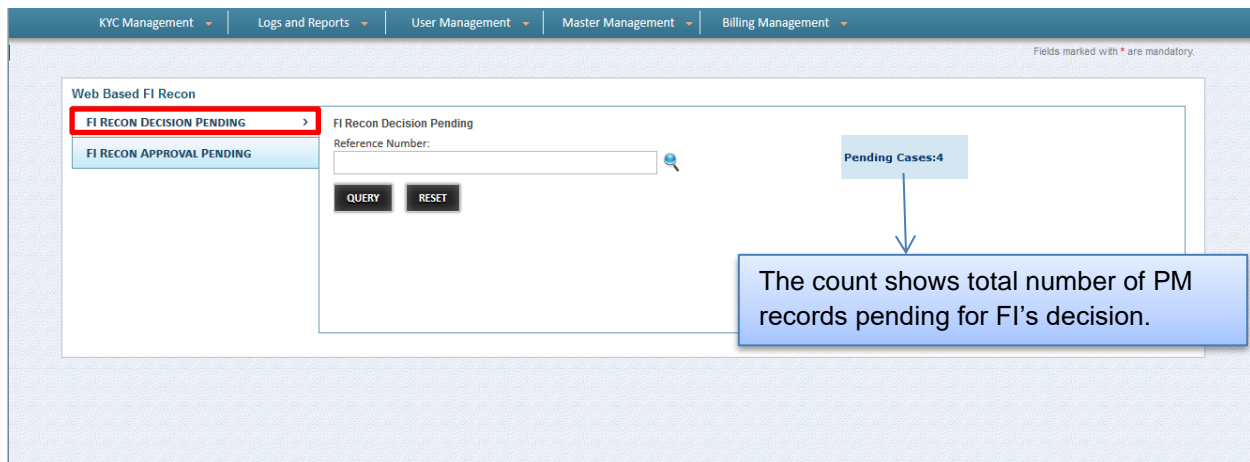 KYC Management Logs and Reports User Management Master Management Billing Management
Fields marked with * are mandatory.
Web Based FI Recon
FI RECON DECISION PENDING >
FI RECON APPROVAL PENDING
FI Recon Decision Pending
Reference Number:
QUERY RESET
Pending Cases:4
The count shows total number of PM
records pending for FI’s decision.